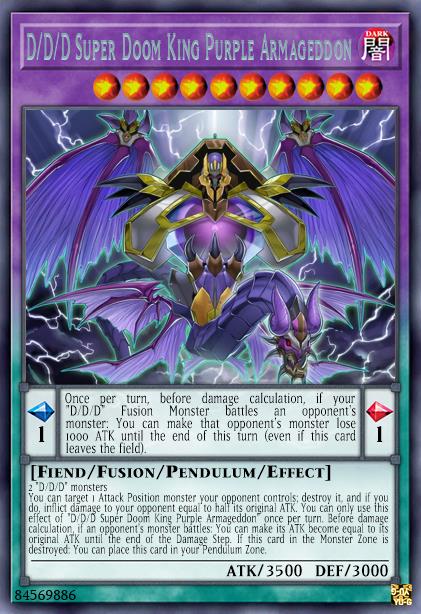 D/D/D Super Doom King Purple Armageddon
DARK
闇
Once per turn, before damage calculation, if your
"D/D/D" Fusion Monster battles an opponent's
monster: You can make that opponent's monster lose
1000 ATK until the end of this turn (even if this card
leaves the field).
1
1
[Fiend/Fusion/Pendulum/Effect]
2 "D/D/D" monsters
You can target 1 Attack Position monster your opponent controls; destroy it, and if you
do, inflict damage to your opponent equal to half its original ATK. You can only use this
effect of "D/D/D Super Doom King Purple Armageddon" once per turn. Before damage
calculation, if an opponent's monster battles: You can make its ATK become equal to its
original ATK until the end of the Damage Step. If this card in the Monster Zone is
destroyed: You can place this card in your Pendulum Zone.
ATK/3500 DEF/3000
84569886